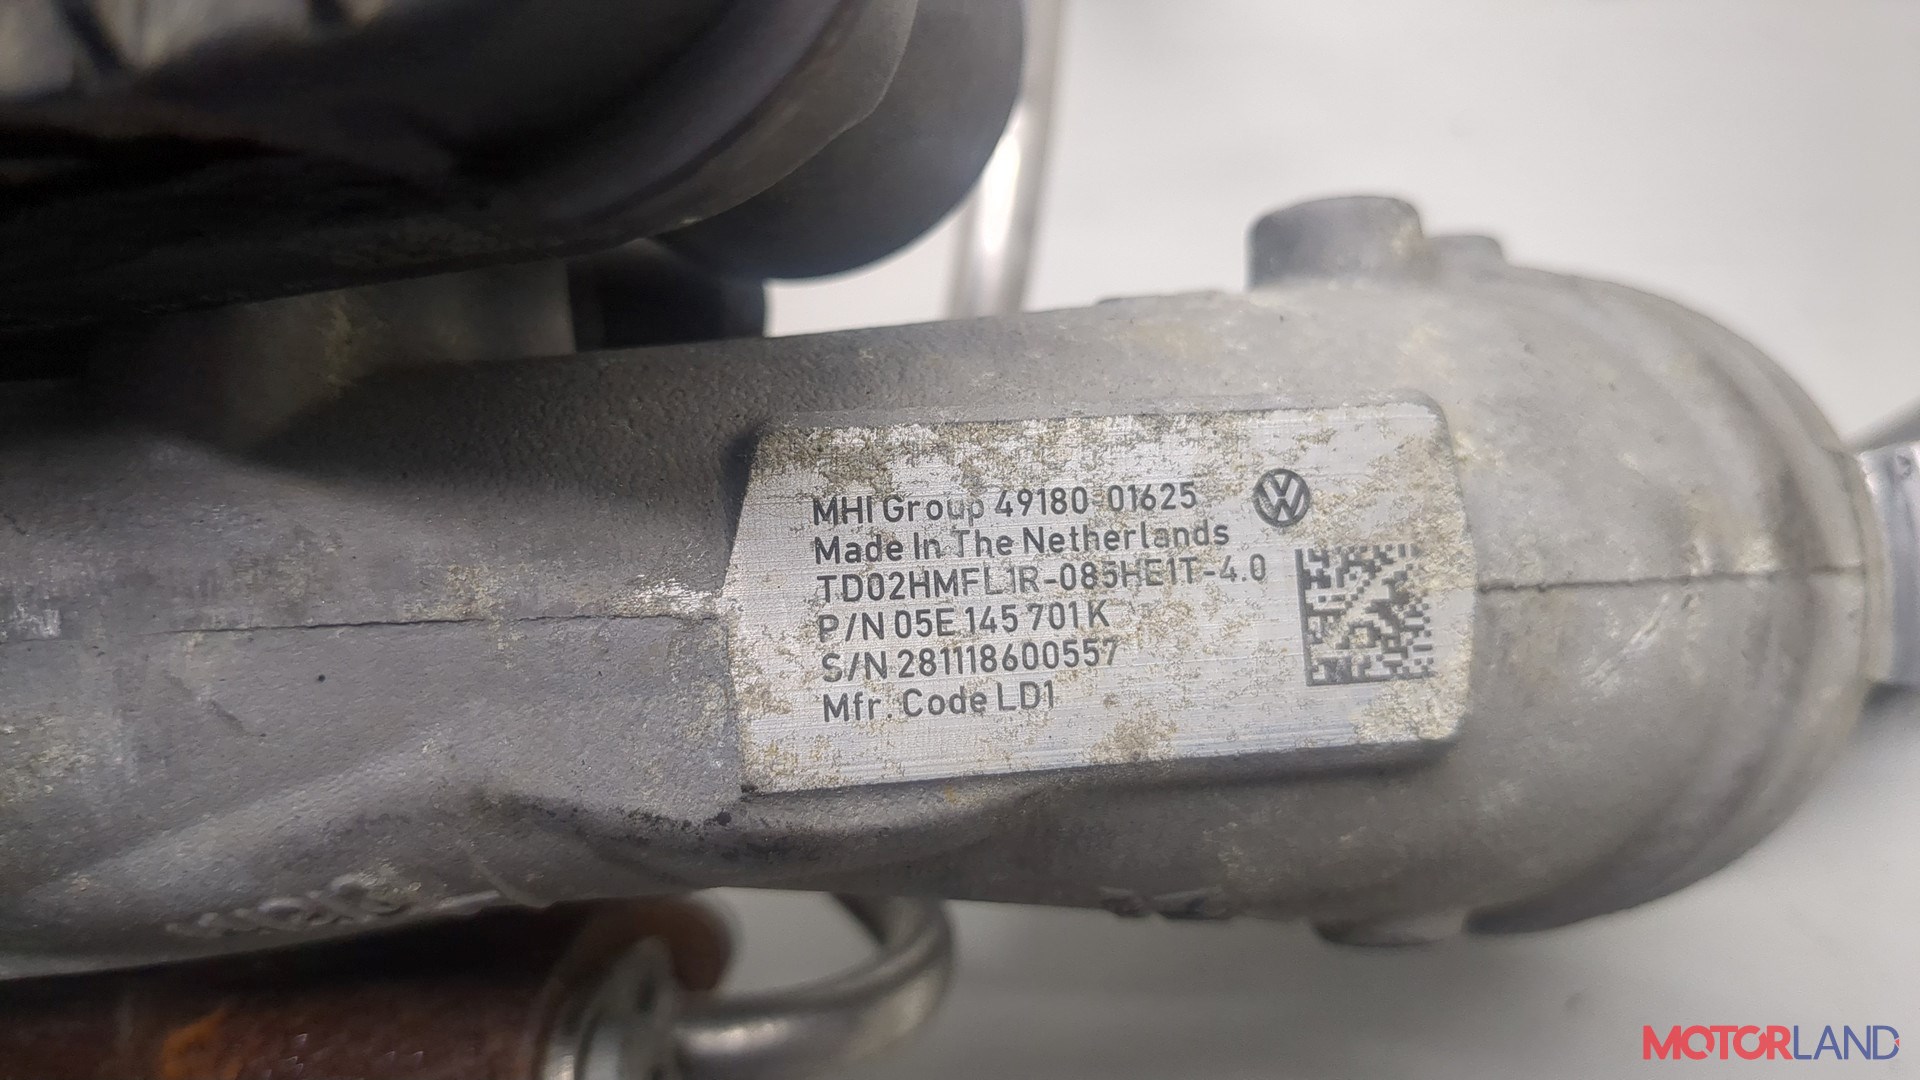 MHI Group 49180-01625
Made In The Netherlands
TD02HMFL1R-085HE1T-4.0
P/N 05E 145 701 K
S/N 281118600557
Mfr. Code LD1
MOTORLAND